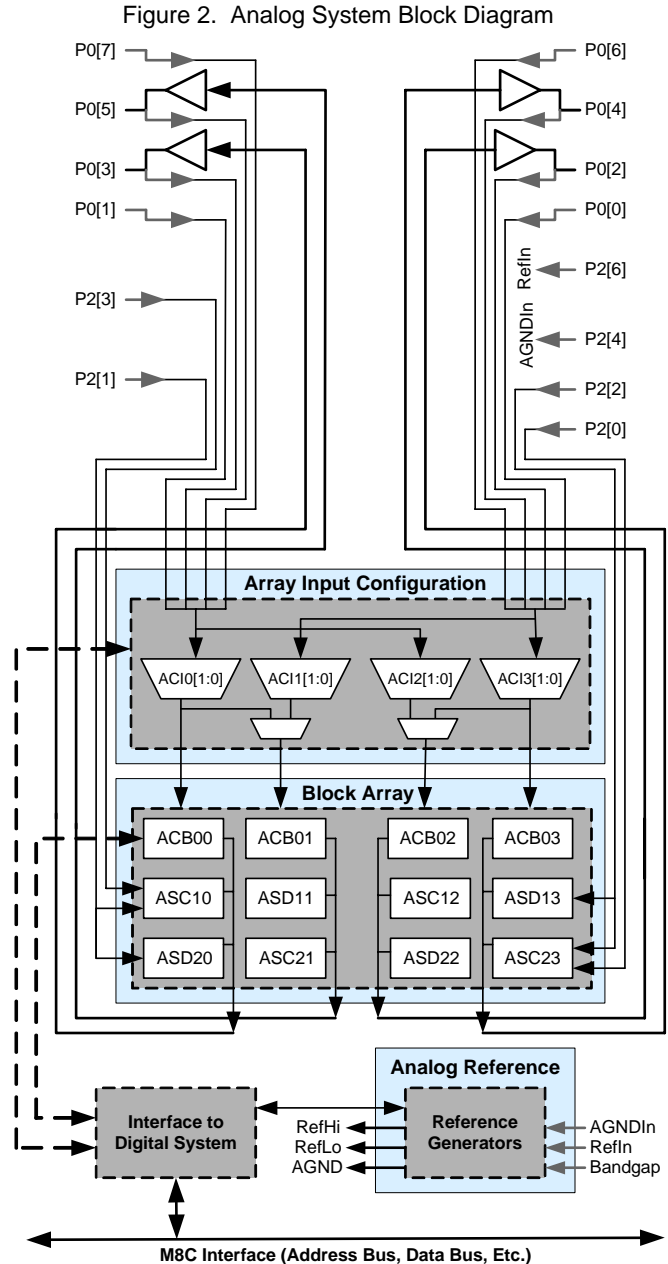 Figure 2. Analog System Block Diagram
P0[7]
P0[6]
P0[5]
P0[4]
P0[3]
P0[2]
P0[1]
P0[0]
RefIn
P2[6]
P2[3]
AGNDIn
P2[4]
P2[1]
P2[2]
P2[0]
Array Input Configuration
ACI0[1:0]
ACI1[1:0]
ACI2[1:0]
ACI3[1:0]
Block Array
ACB00
ACB01
ACB02
ACB03
ASC10
ASD11
ASC12
ASD13
ASD20
ASC21
ASD22
ASC23
Analog Reference
Interface to
Digital System
RefHi
RefLo
AGND
Reference
Generators
AGNDIn
RefIn
Bandgap
M8C Interface (Address Bus, Data Bus, Etc.)